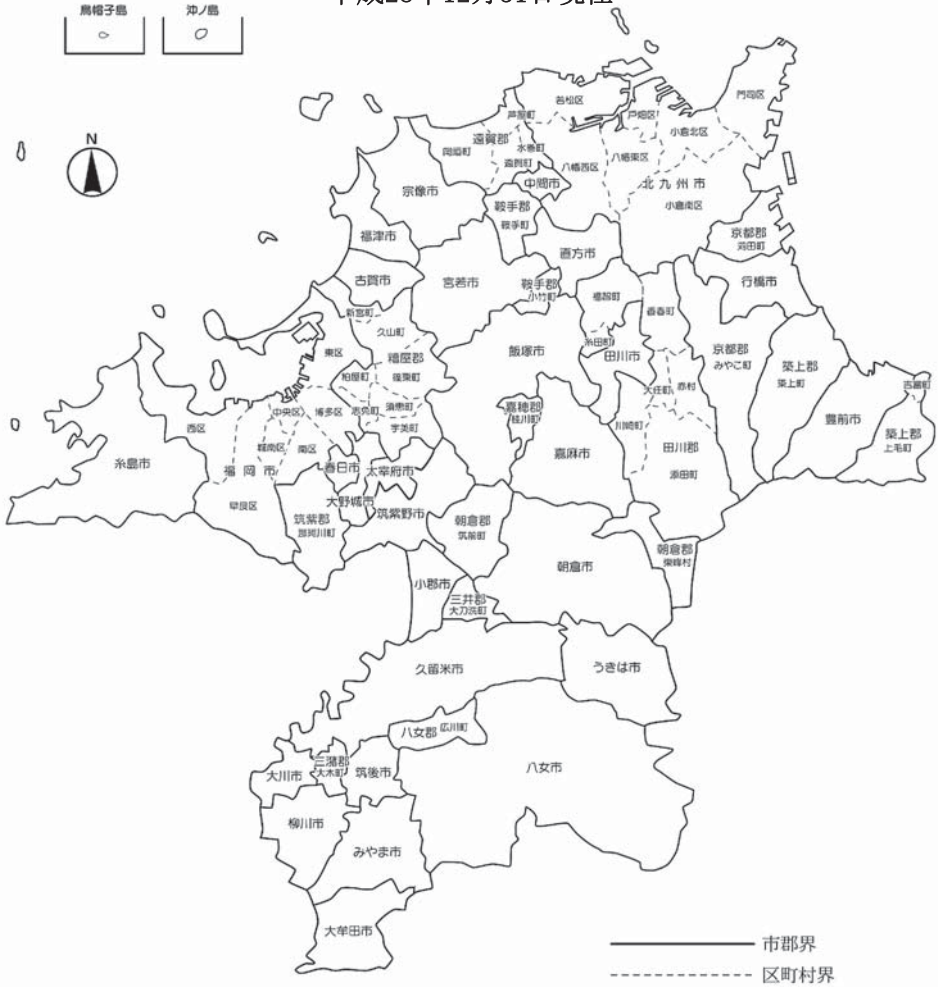 烏帽子島
沖ノ島
N
門司区
若松区
戸畑区
芦屋町
小倉北区
遠賀郡
岡垣町
水巻町
遠賀町
八幡西区
八幡東区
北九州市
小倉南区
中間市
宗像市
鞍手郡
鞍手町
京都郡
苅田町
福津市
直方市
行橋市
古賀市
宮若市
鞍手郡
小竹町
福智町
香春町
新宮町
久山町
東区
糟屋郡
飯塚市
糸田町
田川市
京都郡
みやこ町
築上郡
築上町
粕屋町
篠栗町
大任町
赤村
吉富町
中央区
博多区
志免町
須恵町
嘉穂郡
桂川町
川崎町
豊前市
西区
宇美町
築上郡
上毛町
城南区
南区
田川郡
添田町
嘉麻市
糸島市
福岡市
春日市
太宰府市
早良区
大野城市
筑紫野市
筑紫郡
那珂川町
朝倉郡
筑前町
朝倉郡
東峰村
朝倉市
小郡市
三井郡
大刀洗町
久留米市
うきは市
八女郡 広川町
三潴郡
大木町
大川市
筑後市
八女市
柳川市
みやま市
大牟田市
市郡界
区町村界